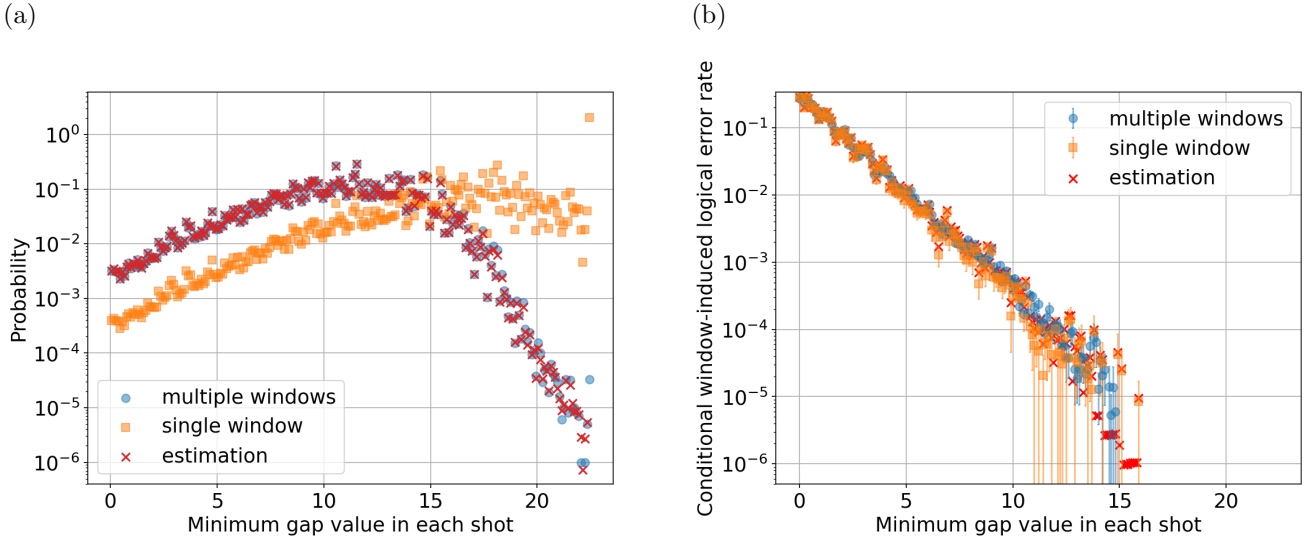 (a)
(b)
Probability
10⁰
10⁻¹
10⁻²
10⁻³
10⁻⁴
10⁻⁵
10⁻⁶
multiple windows
single window
estimation
0 5 10 15 20
Minimum gap value in each shot
Conditional window-induced logical error rate
10⁻¹
10⁻²
10⁻³
10⁻⁴
10⁻⁵
10⁻⁶
multiple windows
single window
estimation
0 5 10 15 20
Minimum gap value in each shot